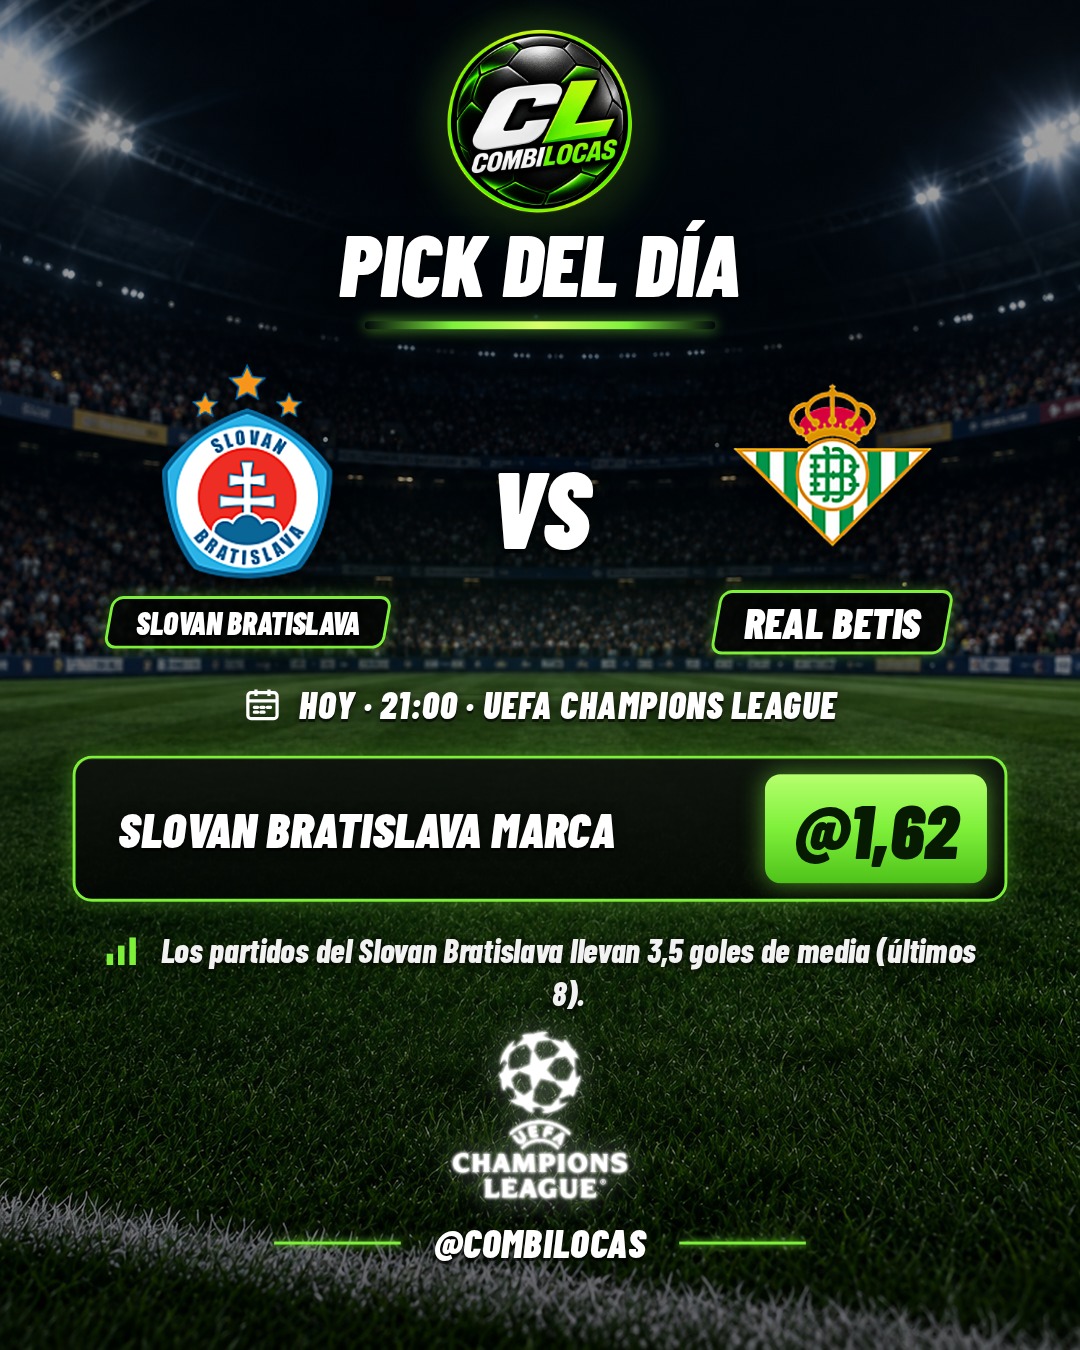 CL
COMBILOCAS
PICK DEL DÍA
SLOVAN
BRATISLAVA
VS
SLOVAN BRATISLAVA
REAL BETIS
HOY · 21:00 · UEFA CHAMPIONS LEAGUE
SLOVAN BRATISLAVA MARCA
@1,62
Los partidos del Slovan Bratislava llevan 3,5 goles de media (últimos
8).
UEFA
CHAMPIONS
LEAGUE®
@COMBILOCAS